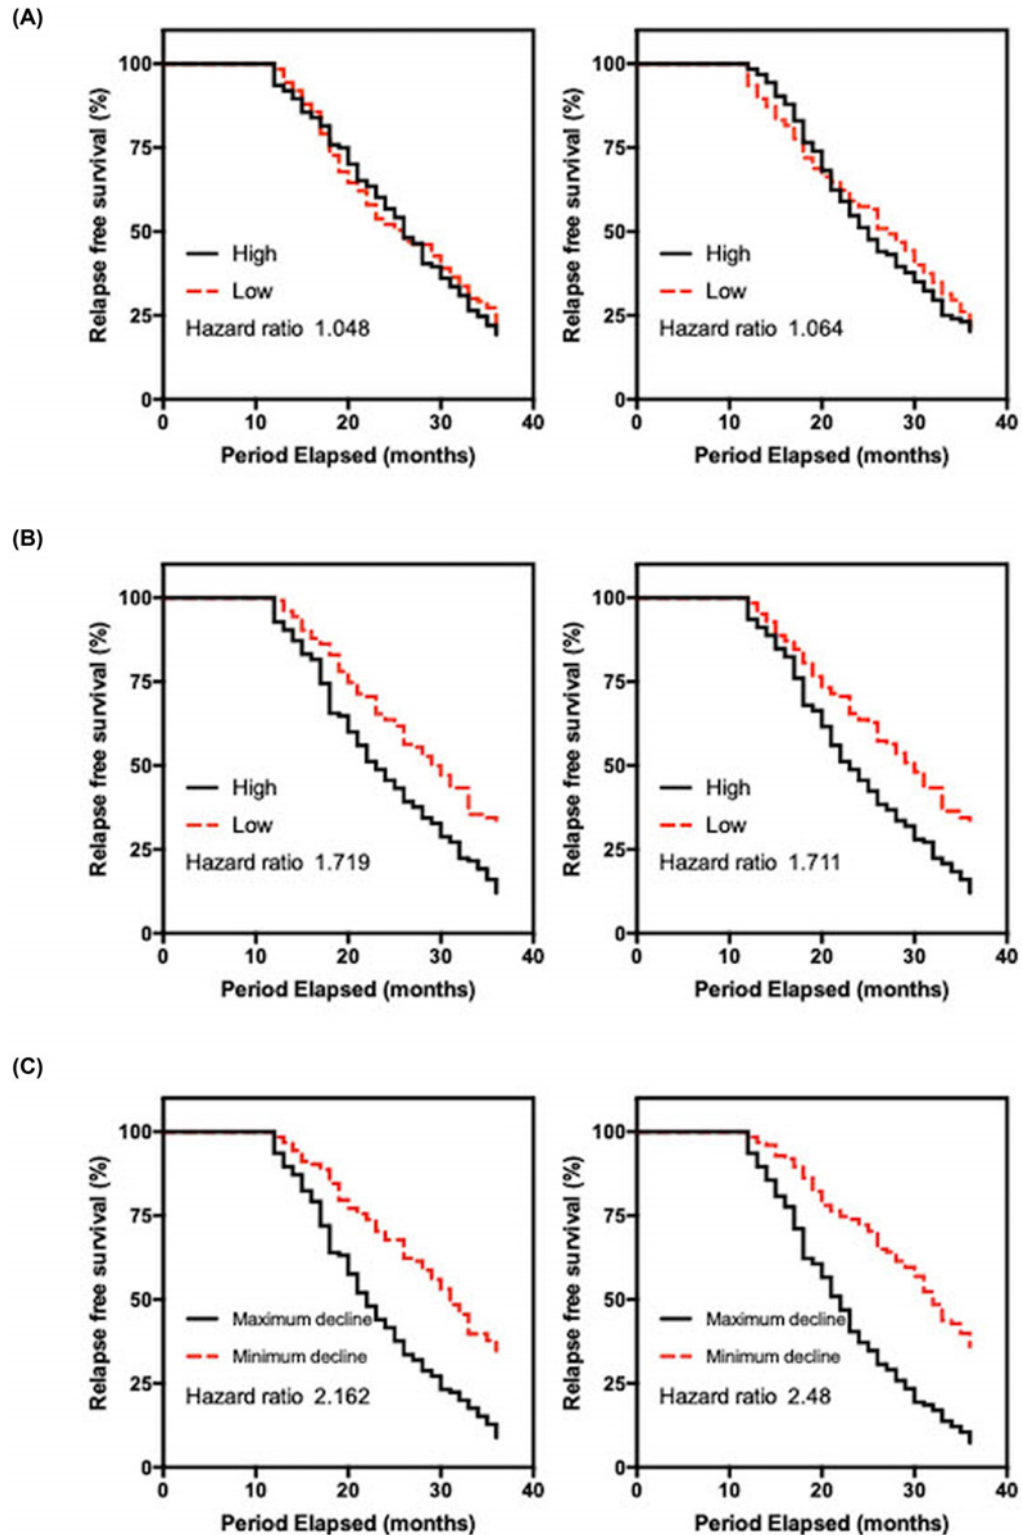 (A)
Relapse free survival (%)
100
75
50
25
0
High
Low
Hazard ratio 1.048
0 10 20 30 40
Period Elapsed (months)
Relapse free survival (%)
100
75
50
25
0
High
Low
Hazard ratio 1.064
0 10 20 30 40
Period Elapsed (months)
(B)
Relapse free survival (%)
100
75
50
25
0
High
Low
Hazard ratio 1.719
0 10 20 30 40
Period Elapsed (months)
Relapse free survival (%)
100
75
50
25
0
High
Low
Hazard ratio 1.711
0 10 20 30 40
Period Elapsed (months)
(C)
Relapse free survival (%)
100
75
50
25
0
Maximum decline
Minimum decline
Hazard ratio 2.162
0 10 20 30 40
Period Elapsed (months)
Relapse free survival (%)
100
75
50
25
0
Maximum decline
Minimum decline
Hazard ratio 2.48
0 10 20 30 40
Period Elapsed (months)